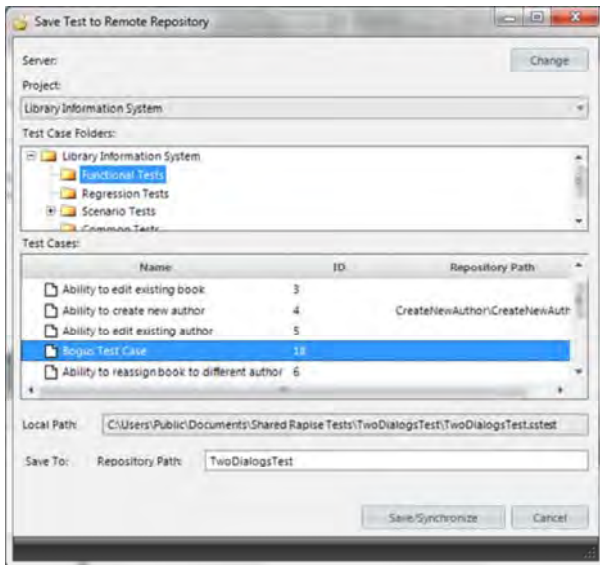 Save Test to Remote Repository
Server:
Change
Project:
Library Information System
Test Case Folders:
Library Information System
Functional Tests
Regression Tests
Scenario Tests
Common Tests
Test Cases:
Name ID Repository Path
Ability to edit existing book 3
Ability to create new author 4 CreateNewAuthor\CreateNewAuth
Ability to edit existing author 5
Bogus Test Case 18
Ability to reassign book to different author 6
Local Path: C:\Users\Public\Documents\Shared Rapise Tests\TwoDialogsTest\TwoDialogsTest.sstest
Save To: Repository Path: TwoDialogsTest
Save/Synchronize Cancel